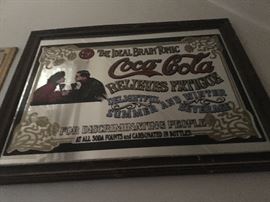 THE IDEAL BRAIN TONIC
Coca-Cola
RELIEVES FATIGUE
DELIGHTFUL
SUMMER AND WINTER
BEVERAGE
FOR DISCRIMINATING PEOPLE
AT ALL SODA FOUNTS and CARBONATED IN BOTTLES.